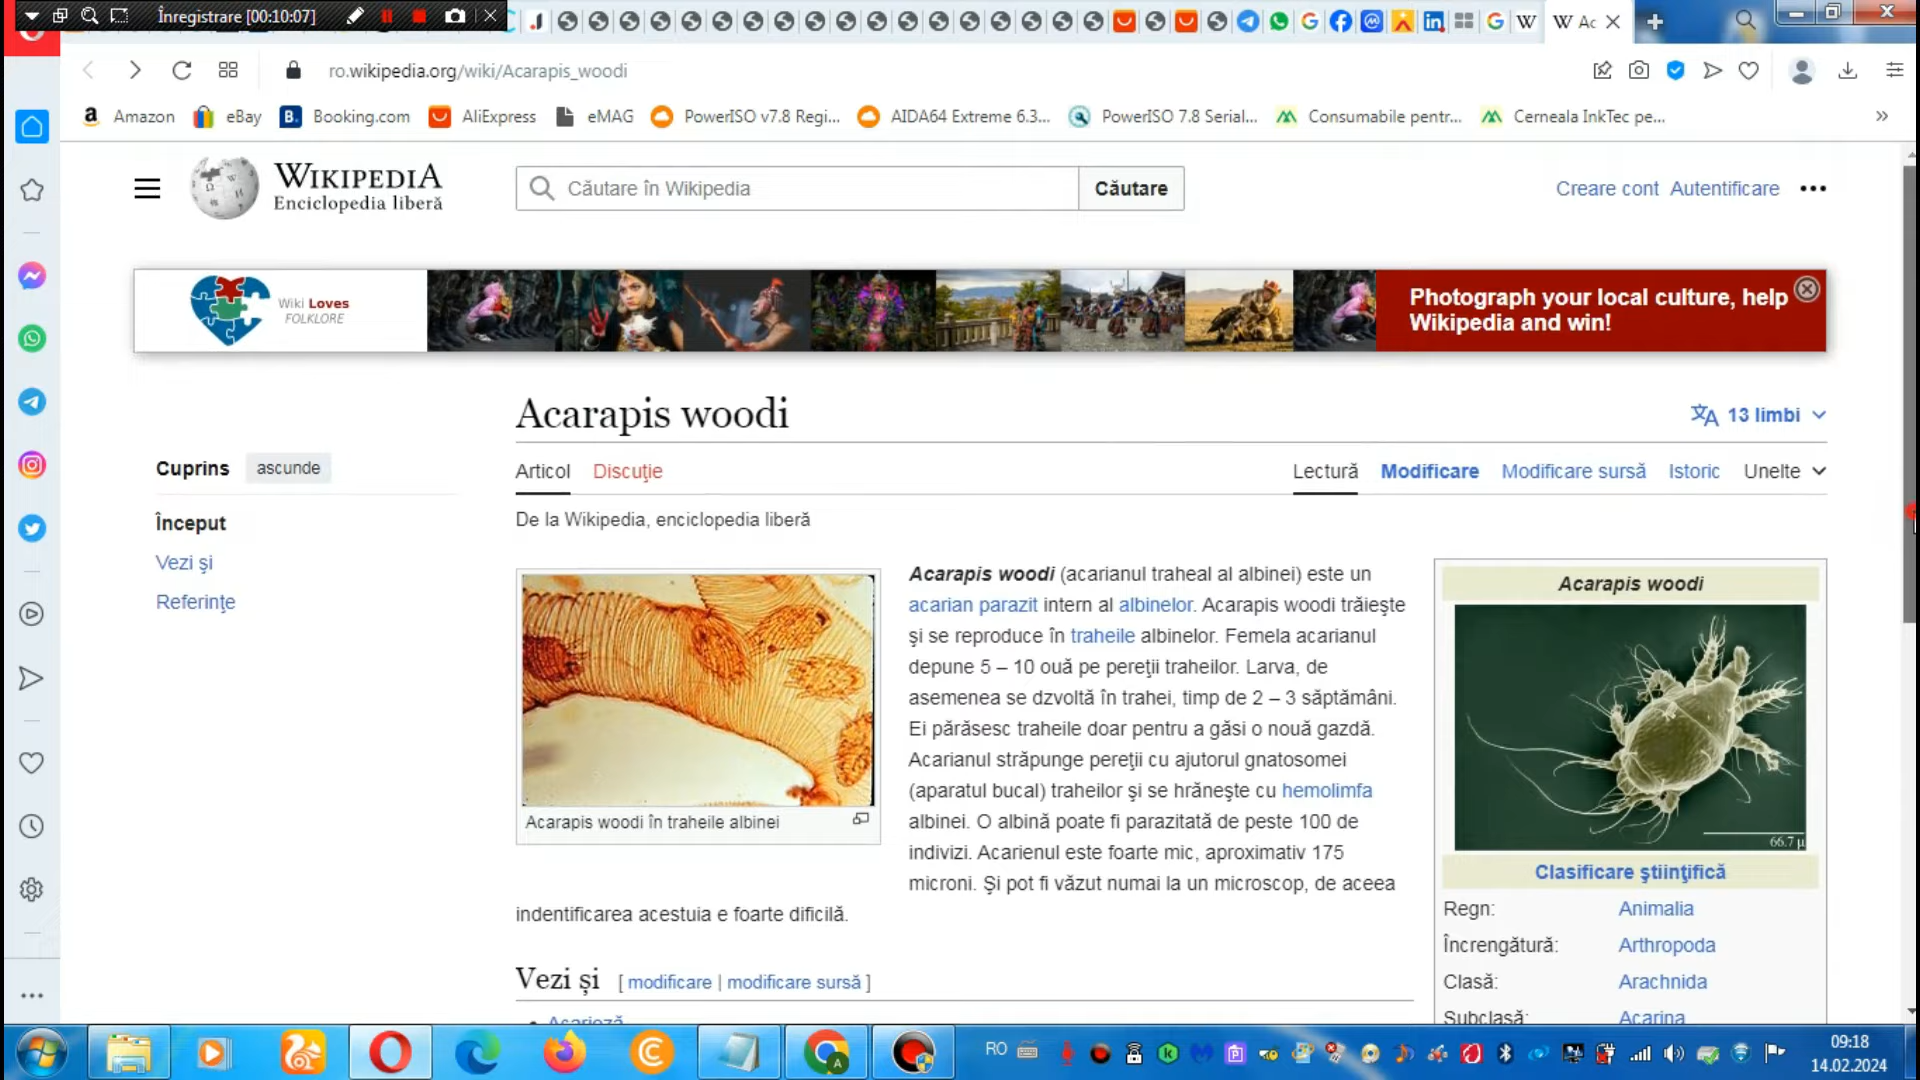 Înregistrare [00:10:07]
W Ac
ro.wikipedia.org/wiki/Acarapis_woodi
Amazon eBay Booking.com AliExpress eMAG PowerISO v7.8 Regi... AIDA64 Extreme 6.3... PowerISO 7.8 Serial... Consumabile pentr... Cerneala InkTec pe...
WIKIPEDIA
Enciclopedia liberă
Căutare în Wikipedia
Căutare
Creare cont Autentificare
Wiki Loves
FOLKLORE
Photograph your local culture, help
Wikipedia and win!
Acarapis woodi
13 limbi
Cuprins ascunde
Articol Discuție
Lectură Modificare Modificare sursă Istoric Unelte
De la Wikipedia, enciclopedia liberă
Început
Vezi și
Referințe
Acarapis woodi în traheile albinei
Acarapis woodi (acarianul traheal al albinei) este un
acarian parazit intern al albinelor. Acarapis woodi trăiește
și se reproduce în traheile albinelor. Femela acarianul
depune 5 – 10 ouă pe pereții traheilor. Larva, de
asemenea se dzvoltă în trahei, timp de 2 – 3 săptămâni.
Ei părăsesc traheile doar pentru a găsi o nouă gazdă.
Acarianul străpunge pereții cu ajutorul gnatosomei
(aparatul bucal) traheilor și se hrănește cu hemolimfa
albinei. O albină poate fi parazitată de peste 100 de
indivizi. Acarienul este foarte mic, aproximativ 175
microni. Și pot fi văzut numai la un microscop, de aceea
indentificarea acestuia e foarte dificilă.
Vezi și [ modificare | modificare sursă ]
Acarioză
Acarapis woodi
66.7 µ
Clasificare științifică
Regn: Animalia
Încrengătură: Arthropoda
Clasă: Arachnida
Subclasă: Acarina
RO
09:18
14.02.2024